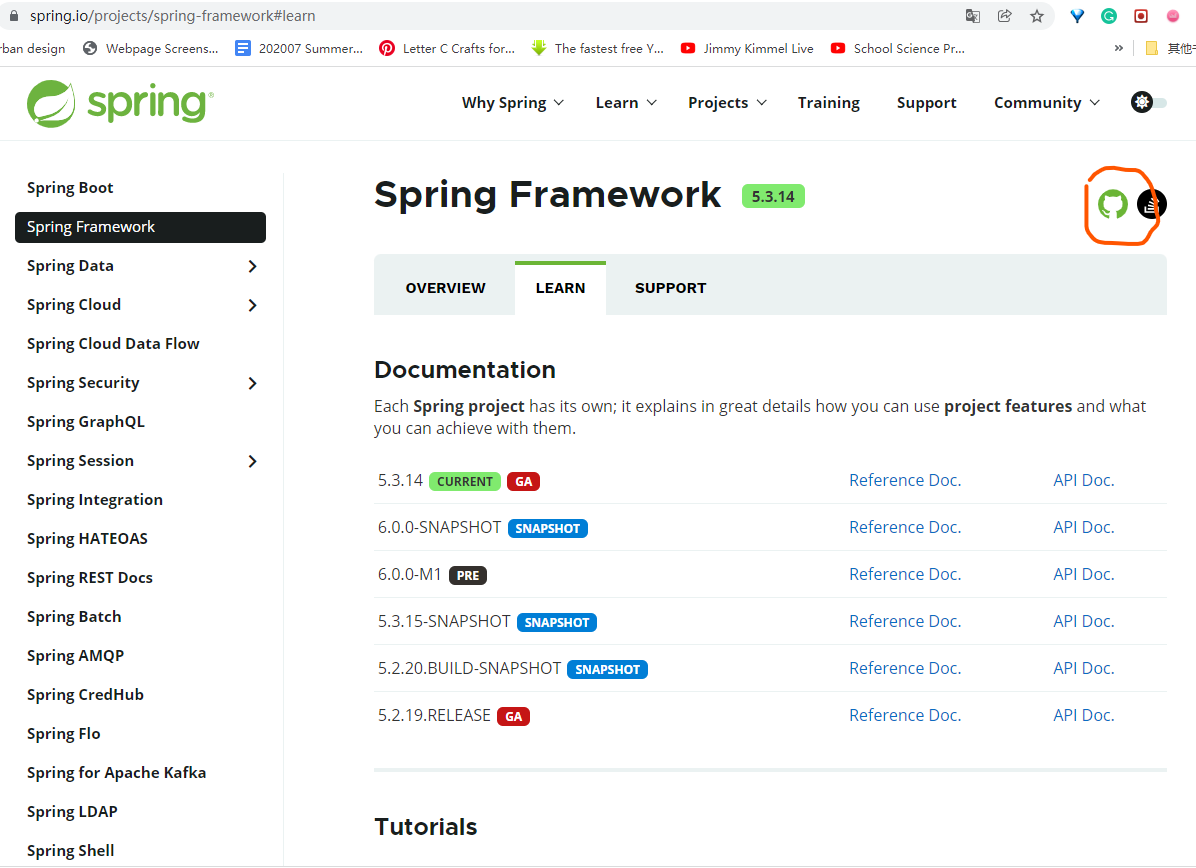 spring.io/projects/spring-framework#learn
rban design Webpage Screens... 202007 Summer... Letter C Crafts for... The fastest free Y... Jimmy Kimmel Live School Science Pr... » 其他
spring® Why Spring Learn Projects Training Support Community
Spring Boot
Spring Framework
Spring Data
Spring Cloud
Spring Cloud Data Flow
Spring Security
Spring GraphQL
Spring Session
Spring Integration
Spring HATEOAS
Spring REST Docs
Spring Batch
Spring AMQP
Spring CredHub
Spring Flo
Spring for Apache Kafka
Spring LDAP
Spring Shell
Spring Framework 5.3.14
OVERVIEW LEARN SUPPORT
Documentation
Each Spring project has its own; it explains in great details how you can use project features and what
you can achieve with them.
5.3.14 CURRENT GA Reference Doc. API Doc.
6.0.0-SNAPSHOT SNAPSHOT Reference Doc. API Doc.
6.0.0-M1 PRE Reference Doc. API Doc.
5.3.15-SNAPSHOT SNAPSHOT Reference Doc. API Doc.
5.2.20.BUILD-SNAPSHOT SNAPSHOT Reference Doc. API Doc.
5.2.19.RELEASE GA Reference Doc. API Doc.
Tutorials